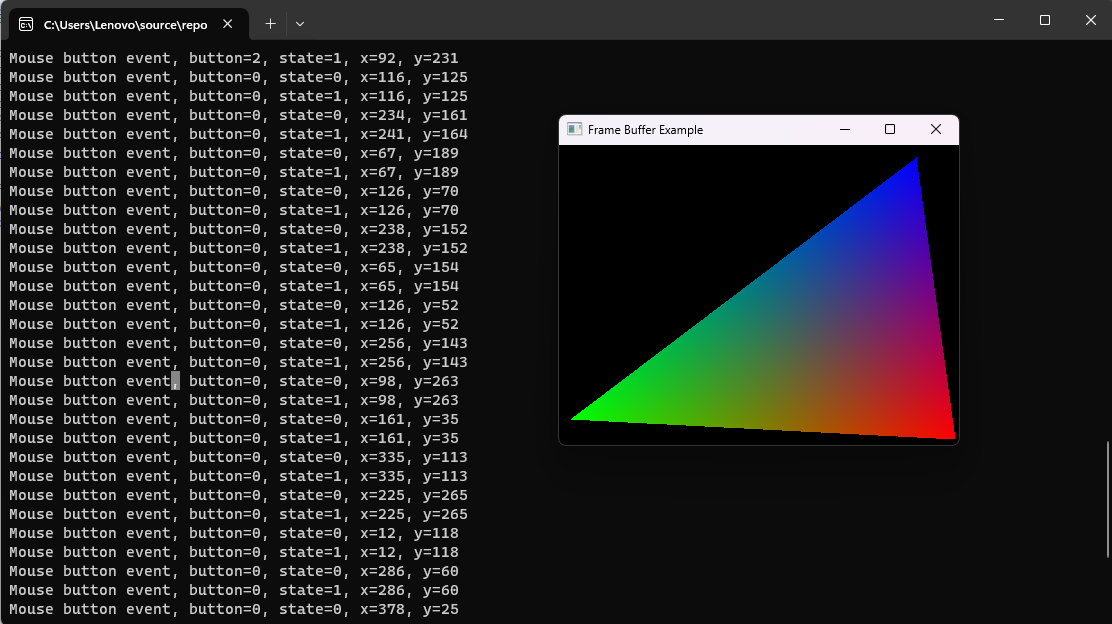 C:\Users\Lenovo\source\repo
Mouse button event, button=2, state=1, x=92, y=231
Mouse button event, button=0, state=0, x=116, y=125
Mouse button event, button=0, state=1, x=116, y=125
Mouse button event, button=0, state=0, x=234, y=161
Mouse button event, button=0, state=1, x=241, y=164
Mouse button event, button=0, state=0, x=67, y=189
Mouse button event, button=0, state=1, x=67, y=189
Mouse button event, button=0, state=0, x=126, y=70
Mouse button event, button=0, state=1, x=126, y=70
Mouse button event, button=0, state=0, x=238, y=152
Mouse button event, button=0, state=1, x=238, y=152
Mouse button event, button=0, state=0, x=65, y=154
Mouse button event, button=0, state=1, x=65, y=154
Mouse button event, button=0, state=0, x=126, y=52
Mouse button event, button=0, state=1, x=126, y=52
Mouse button event, button=0, state=0, x=256, y=143
Mouse button event, button=0, state=1, x=256, y=143
Mouse button event, button=0, state=0, x=98, y=263
Mouse button event, button=0, state=1, x=98, y=263
Mouse button event, button=0, state=0, x=161, y=35
Mouse button event, button=0, state=1, x=161, y=35
Mouse button event, button=0, state=0, x=335, y=113
Mouse button event, button=0, state=1, x=335, y=113
Mouse button event, button=0, state=0, x=225, y=265
Mouse button event, button=0, state=1, x=225, y=265
Mouse button event, button=0, state=0, x=12, y=118
Mouse button event, button=0, state=1, x=12, y=118
Mouse button event, button=0, state=0, x=286, y=60
Mouse button event, button=0, state=1, x=286, y=60
Mouse button event, button=0, state=0, x=378, y=25
Frame Buffer Example